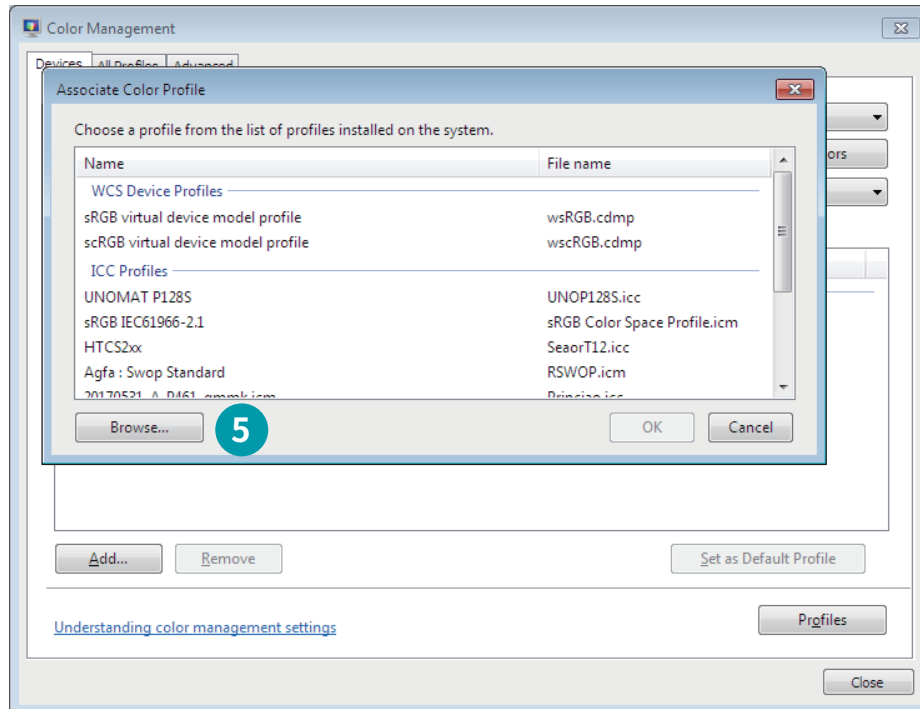 Color Management
Devices All Profiles Advanced
Associate Color Profile
Choose a profile from the list of profiles installed on the system.
ors
Name File name
WCS Device Profiles
sRGB virtual device model profile wsRGB.cdmp
scRGB virtual device model profile wscRGB.cdmp
ICC Profiles
UNOMAT P128S UNOP128S.icc
sRGB IEC61966-2.1 sRGB Color Space Profile.icm
HTCS2xx SeaorT12.icc
Agfa : Swop Standard RSWOP.icm
20170531_A_P461_gmmk.icm
Browse... 5 OK Cancel
Add... Remove Set as Default Profile
Understanding color management settings Profiles
Close